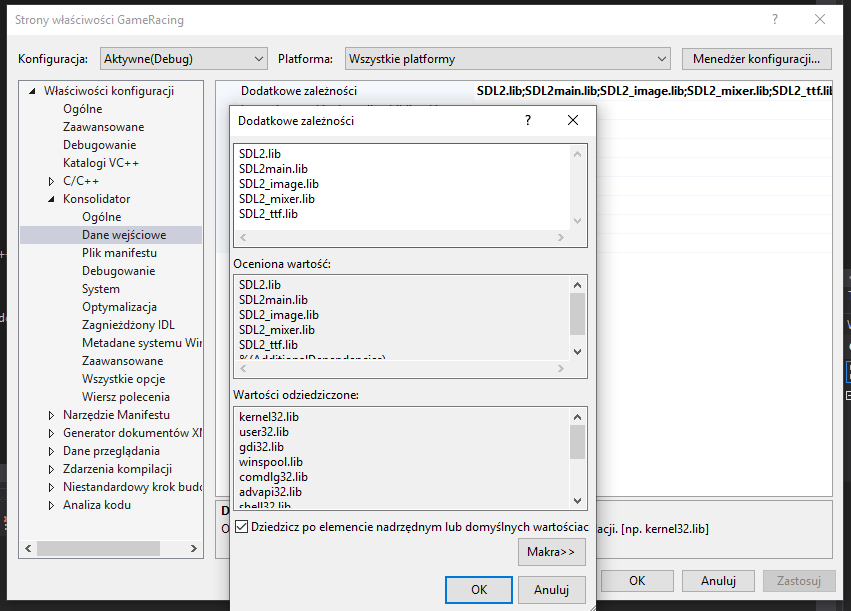 Strony właściwości GameRacing
Konfiguracja: Aktywne(Debug) Platforma: Wszystkie platformy Menedżer konfiguracji...
Właściwości konfiguracji
Ogólne
Zaawansowane
Debugowanie
Katalogi VC++
C/C++
Konsolidator
Ogólne
Dane wejściowe
Plik manifestu
Debugowanie
System
Optymalizacja
Zagnieżdżony IDL
Metadane systemu Wir
Zaawansowane
Wszystkie opcje
Wiersz polecenia
Narzędzie Manifestu
Generator dokumentów XM
Dane przeglądania
Zdarzenia kompilacji
Niestandardowy krok budo
Analiza kodu
Dodatkowe zależności SDL2.lib;SDL2main.lib;SDL2_image.lib;SDL2_mixer.lib;SDL2_ttf.lib
Dodatkowe zależności
SDL2.lib
SDL2main.lib
SDL2_image.lib
SDL2_mixer.lib
SDL2_ttf.lib
Oceniona wartość:
SDL2.lib
SDL2main.lib
SDL2_image.lib
SDL2_mixer.lib
SDL2_ttf.lib
%(AdditionalDependencies)
Wartości odziedziczone:
kernel32.lib
user32.lib
gdi32.lib
winspool.lib
comdlg32.lib
advapi32.lib
shell32.lib
Dziedzicz po elemencie nadrzędnym lub domyślnych wartościac
Makra>>
OK Anuluj
acji. [np. kernel32.lib]
OK Anuluj Zastosuj